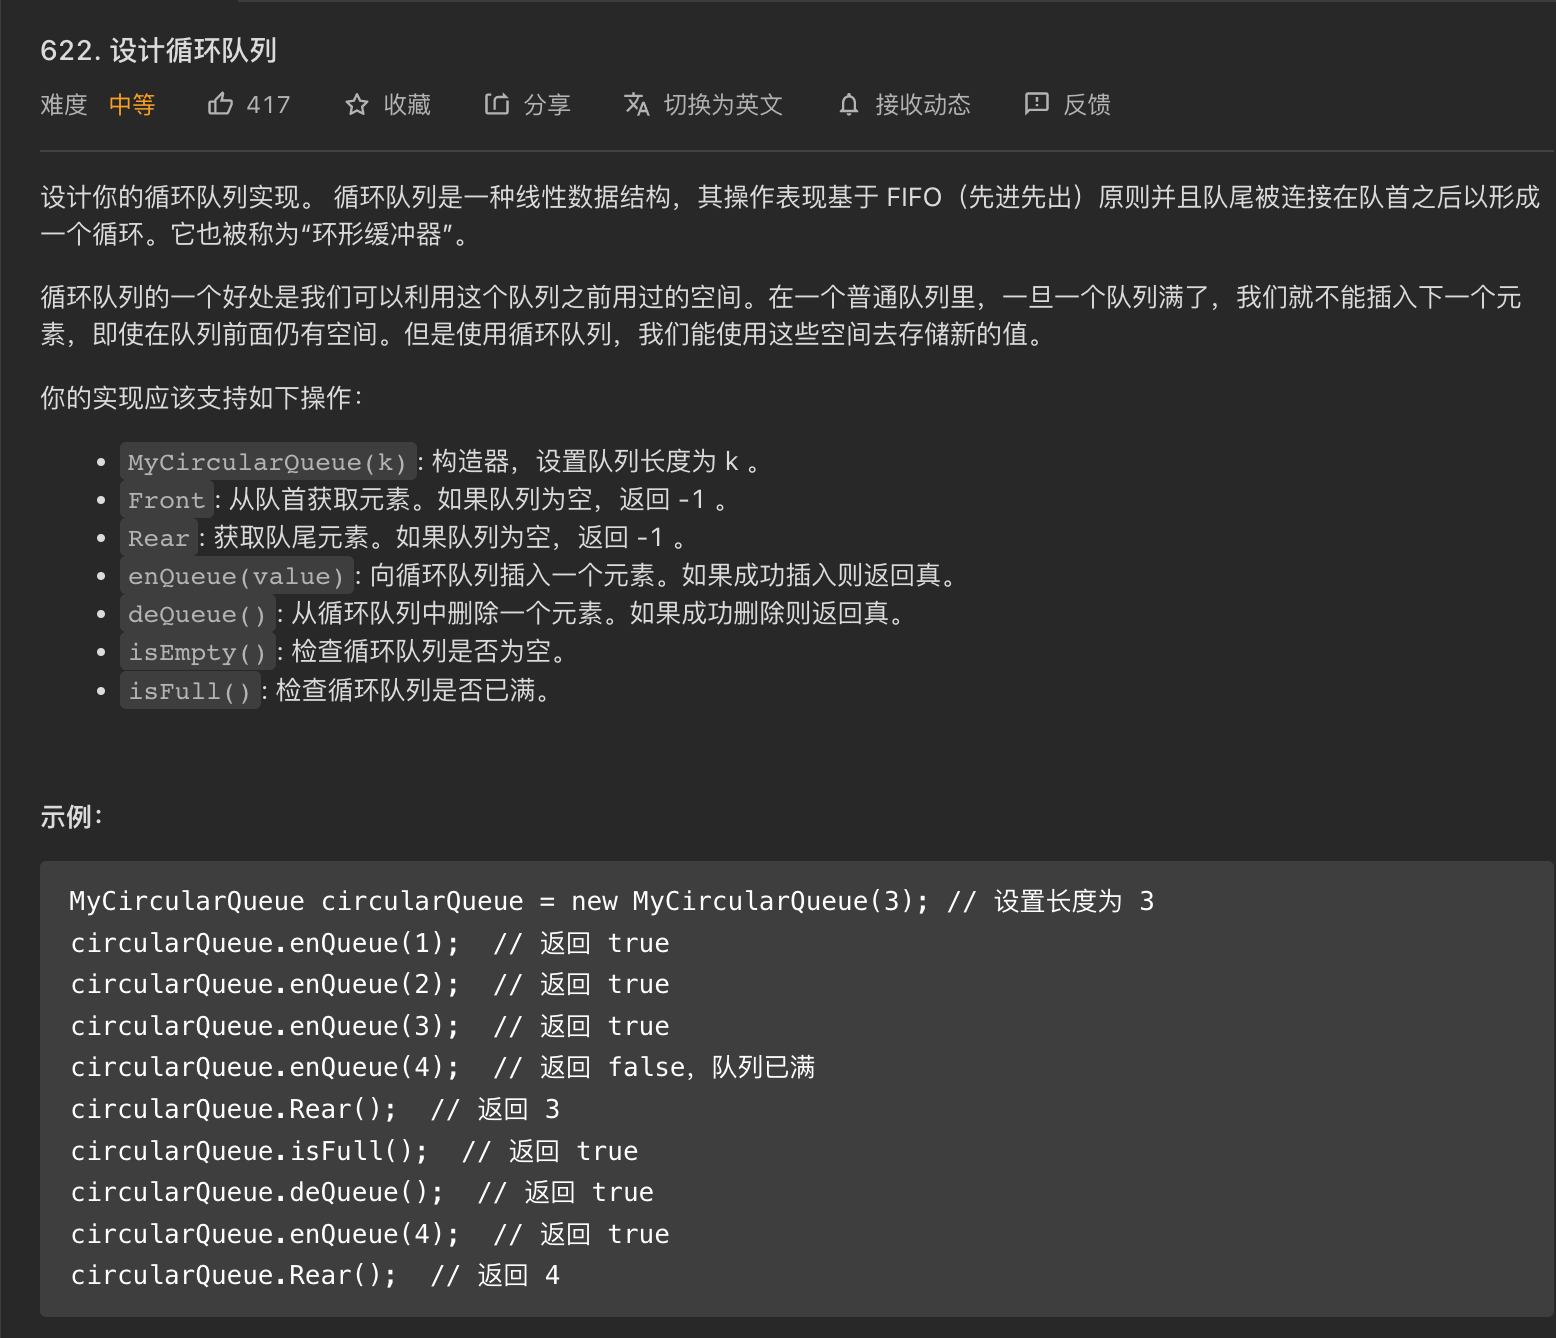 622. 设计循环队列
难度 中等 417 收藏 分享 切换为英文 接收动态 反馈
设计你的循环队列实现。 循环队列是一种线性数据结构，其操作表现基于 FIFO（先进先出）原则并且队尾被连接在队首之后以形成
一个循环。它也被称为“环形缓冲器”。
循环队列的一个好处是我们可以利用这个队列之前用过的空间。在一个普通队列里，一旦一个队列满了，我们就不能插入下一个元
素，即使在队列前面仍有空间。但是使用循环队列，我们能使用这些空间去存储新的值。
你的实现应该支持如下操作：
• MyCircularQueue(k): 构造器，设置队列长度为 k 。
• Front: 从队首获取元素。如果队列为空，返回 -1 。
• Rear: 获取队尾元素。如果队列为空，返回 -1 。
• enQueue(value): 向循环队列插入一个元素。如果成功插入则返回真。
• deQueue(): 从循环队列中删除一个元素。如果成功删除则返回真。
• isEmpty(): 检查循环队列是否为空。
• isFull(): 检查循环队列是否已满。
示例：
MyCircularQueue circularQueue = new MyCircularQueue(3); // 设置长度为 3
circularQueue.enQueue(1);  // 返回 true
circularQueue.enQueue(2);  // 返回 true
circularQueue.enQueue(3);  // 返回 true
circularQueue.enQueue(4);  // 返回 false，队列已满
circularQueue.Rear();  // 返回 3
circularQueue.isFull();  // 返回 true
circularQueue.deQueue();  // 返回 true
circularQueue.enQueue(4);  // 返回 true
circularQueue.Rear();  // 返回 4